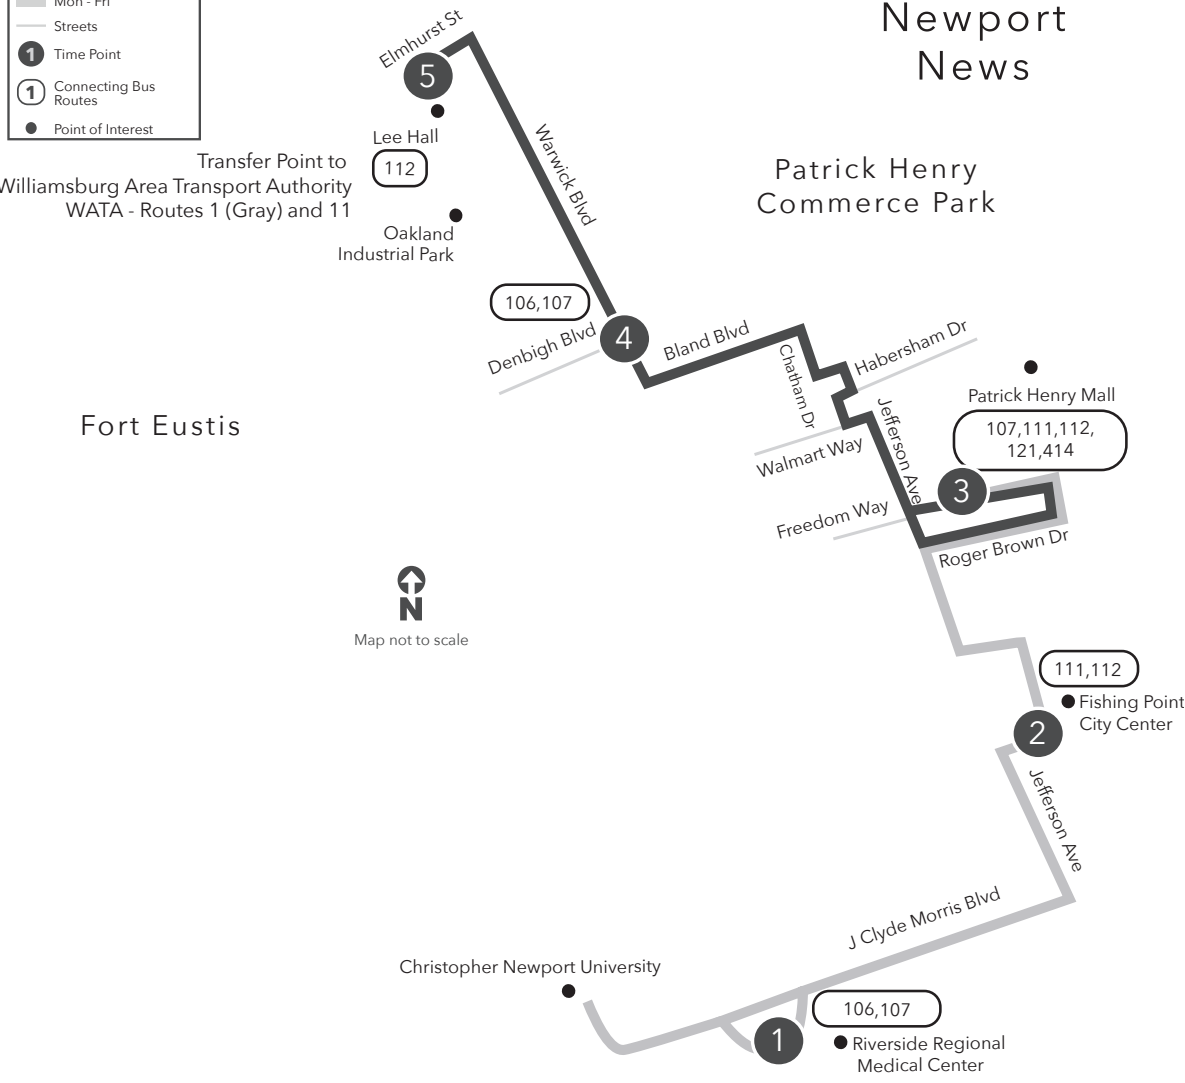 Mon - Fri
Streets
1 Time Point
1 Connecting Bus
Routes
Point of Interest
Newport
News
Elmhurst St
5
Lee Hall
112
Transfer Point to
Williamsburg Area Transport Authority
WATA - Routes 1 (Gray) and 11
Warwick Blvd
Patrick Henry
Commerce Park
Oakland
Industrial Park
106,107
Denbigh Blvd
4
Bland Blvd
Chatham Dr
Habersham Dr
Patrick Henry Mall
107,111,112,
121,414
Jefferson Ave
Walmart Way
Fort Eustis
3
Freedom Way
Roger Brown Dr
N
Map not to scale
111,112
Fishing Point
City Center
2
Jefferson Ave
J Clyde Morris Blvd
Christopher Newport University
106,107
1
Riverside Regional
Medical Center